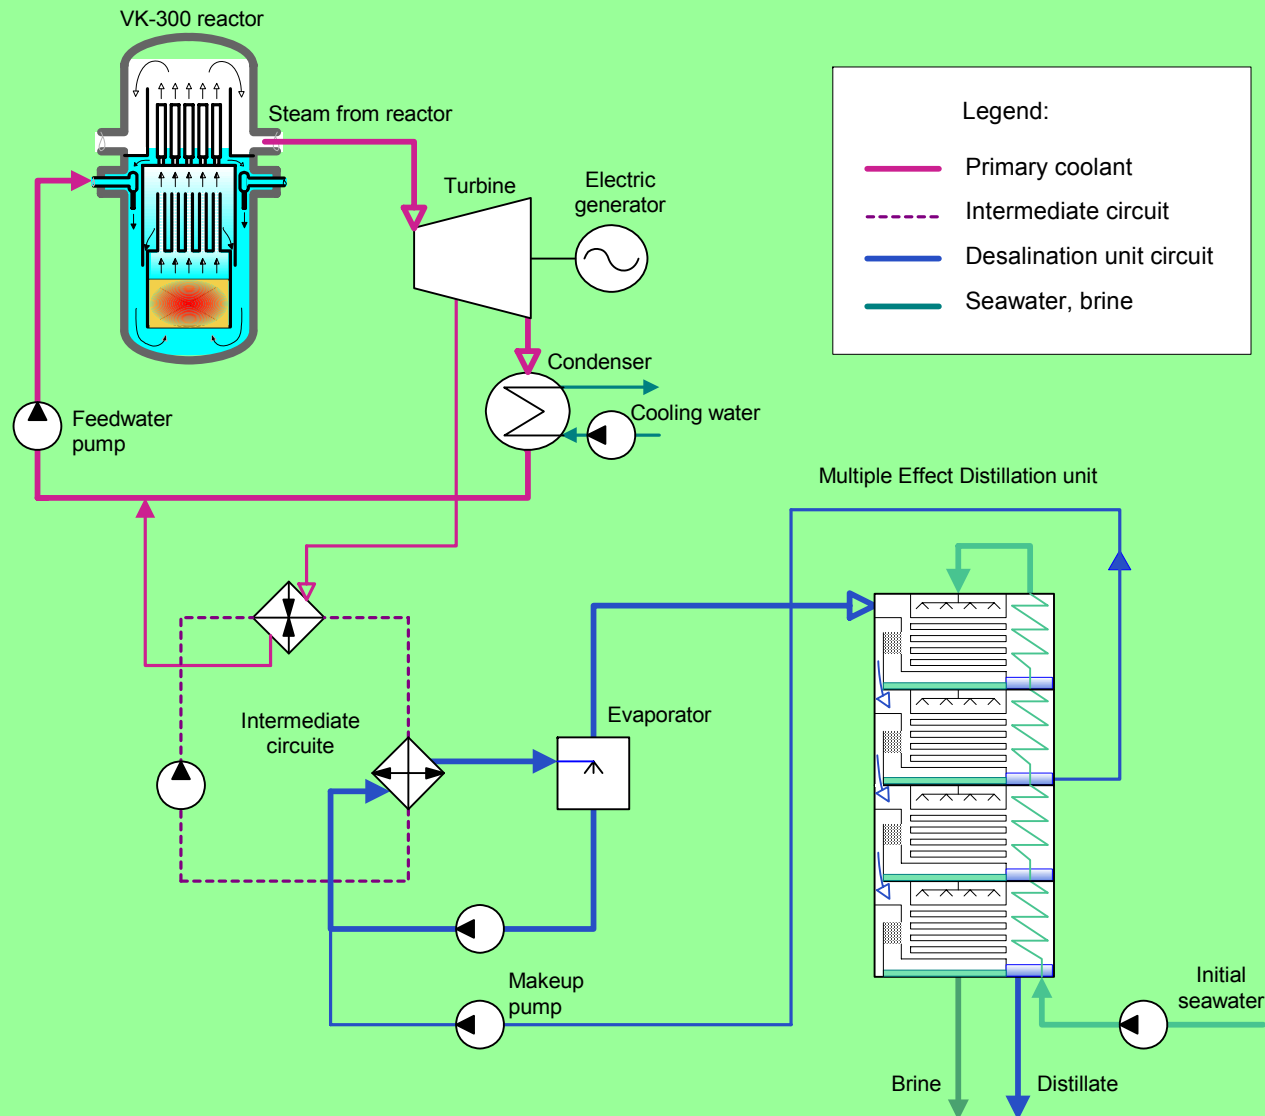 VK-300 reactor
Steam from reactor
Legend:
Primary coolant
Intermediate circuit
Desalination unit circuit
Seawater, brine
Turbine
Electric
generator
Condenser
Cooling water
Feedwater
pump
Multiple Effect Distillation unit
Intermediate
circuite
Evaporator
Makeup
pump
Initial
seawater
Brine
Distillate